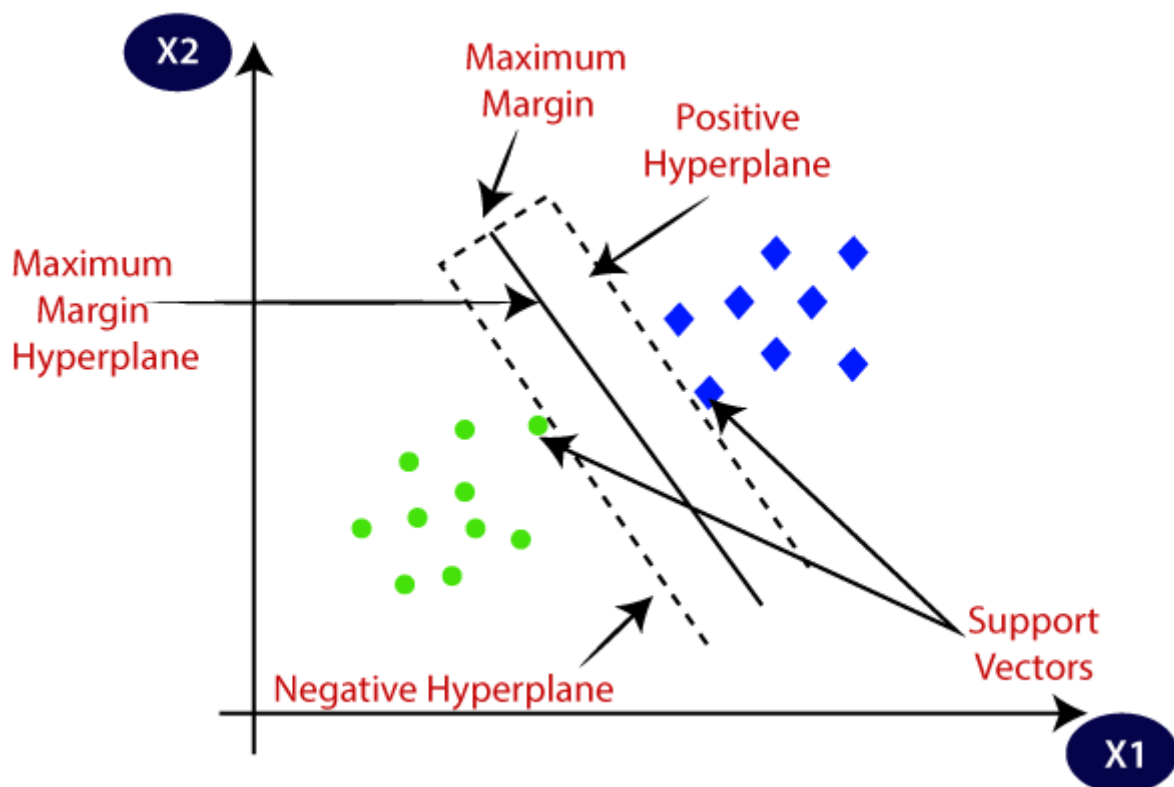 X2
Maximum
Margin
Positive
Hyperplane
Maximum
Margin
Hyperplane
Support
Vectors
Negative Hyperplane
X1